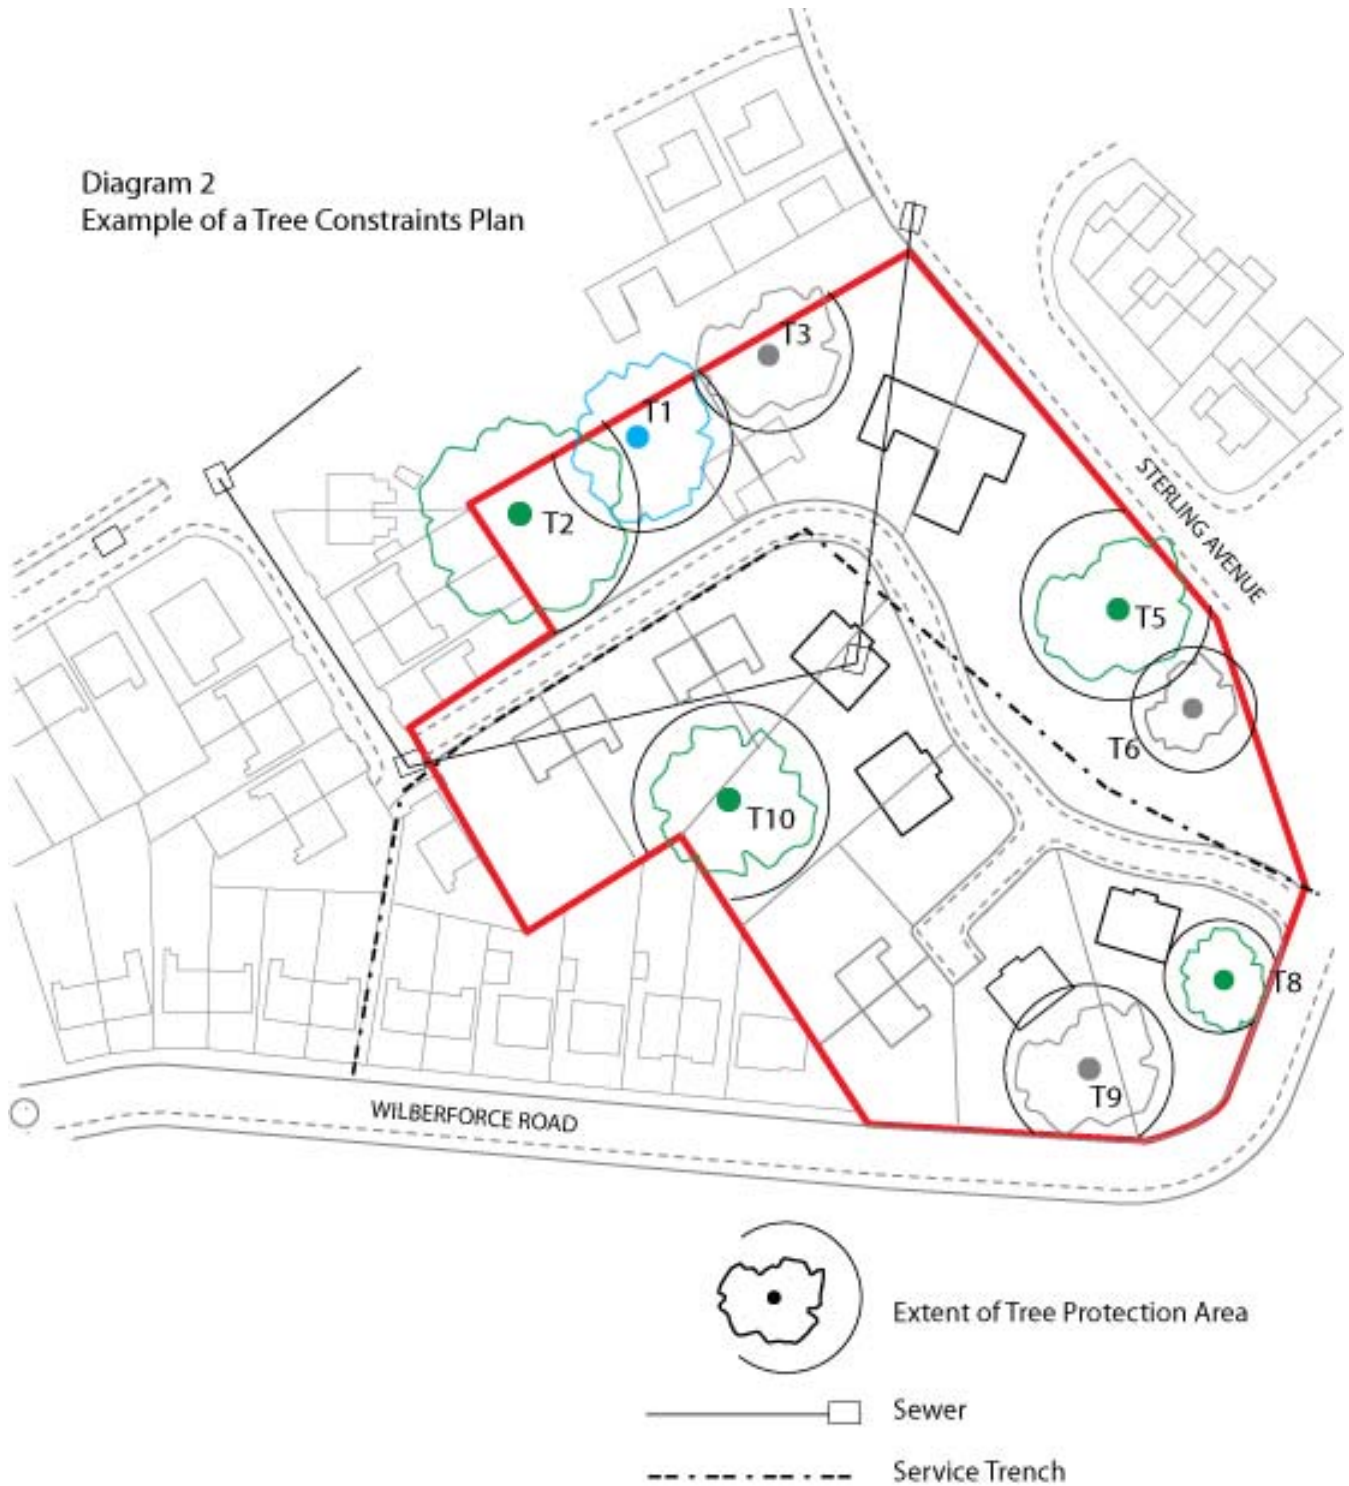 Diagram 2
Example of a Tree Constraints Plan
T3
T1
T2
STERLING AVENUE
T5
T6
T10
T8
T9
WILBERFORCE ROAD
Extent of Tree Protection Area
Sewer
Service Trench